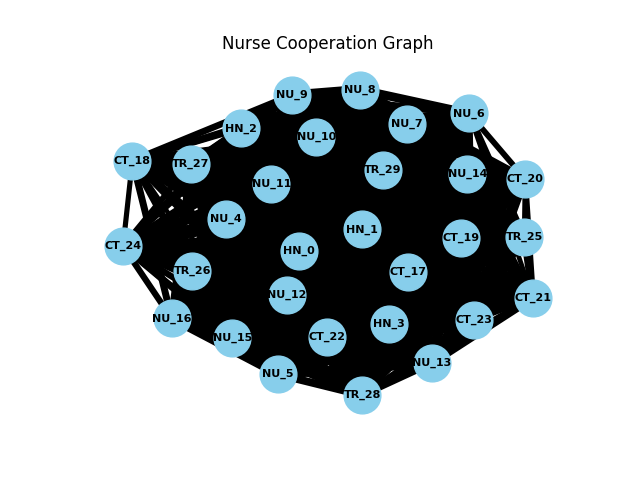 Nurse Cooperation Graph
NU_8
NU_9
NU_6
NU_7
HN_2
NU_10
CT_18
TR_27
TR_29
NU_14
CT_20
NU_11
NU_4
HN_1
CT_19
TR_25
CT_24
HN_0
TR_26
CT_17
NU_12
CT_21
NU_16
CT_23
HN_3
NU_15
CT_22
NU_13
NU_5
TR_28